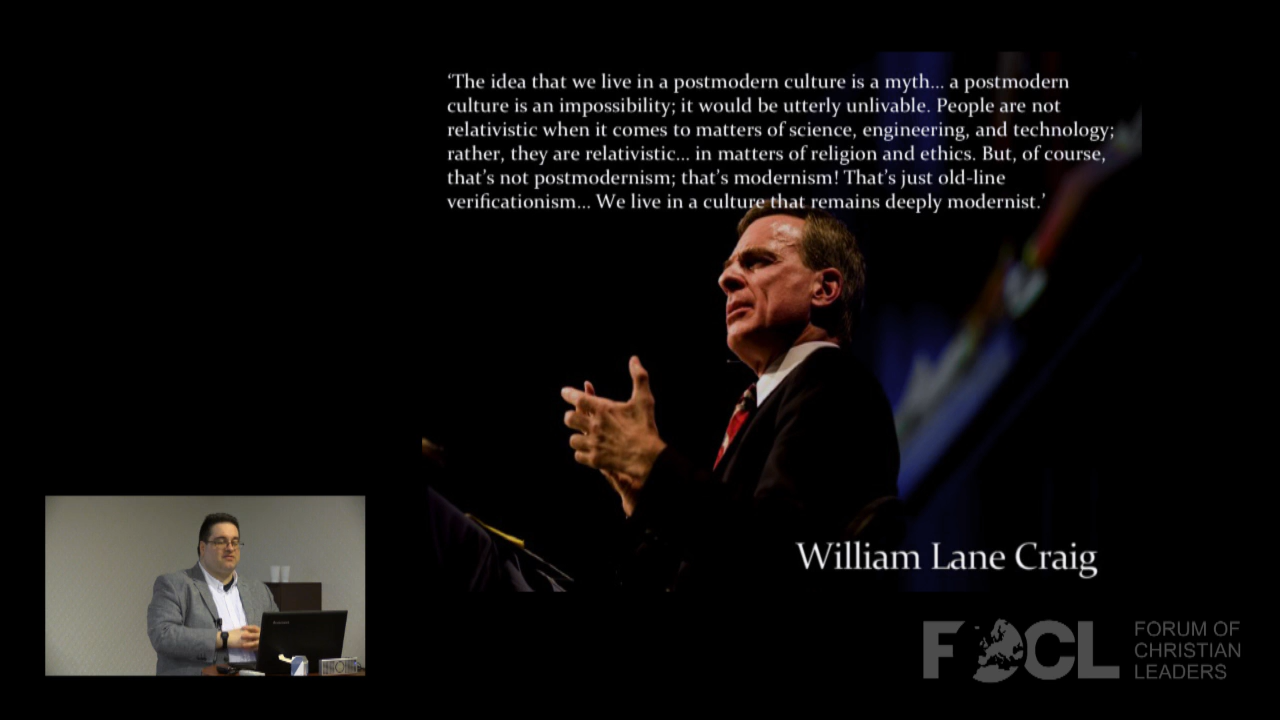 ‘The idea that we live in a postmodern culture is a myth... a postmodern
culture is an impossibility; it would be utterly unlivable. People are not
relativistic when it comes to matters of science, engineering, and technology;
rather, they are relativistic... in matters of religion and ethics. But, of course,
that’s not postmodernism; that’s modernism! That’s just old-line
verificationism... We live in a culture that remains deeply modernist.’
William Lane Craig
FOCL
FORUM OF
CHRISTIAN
LEADERS